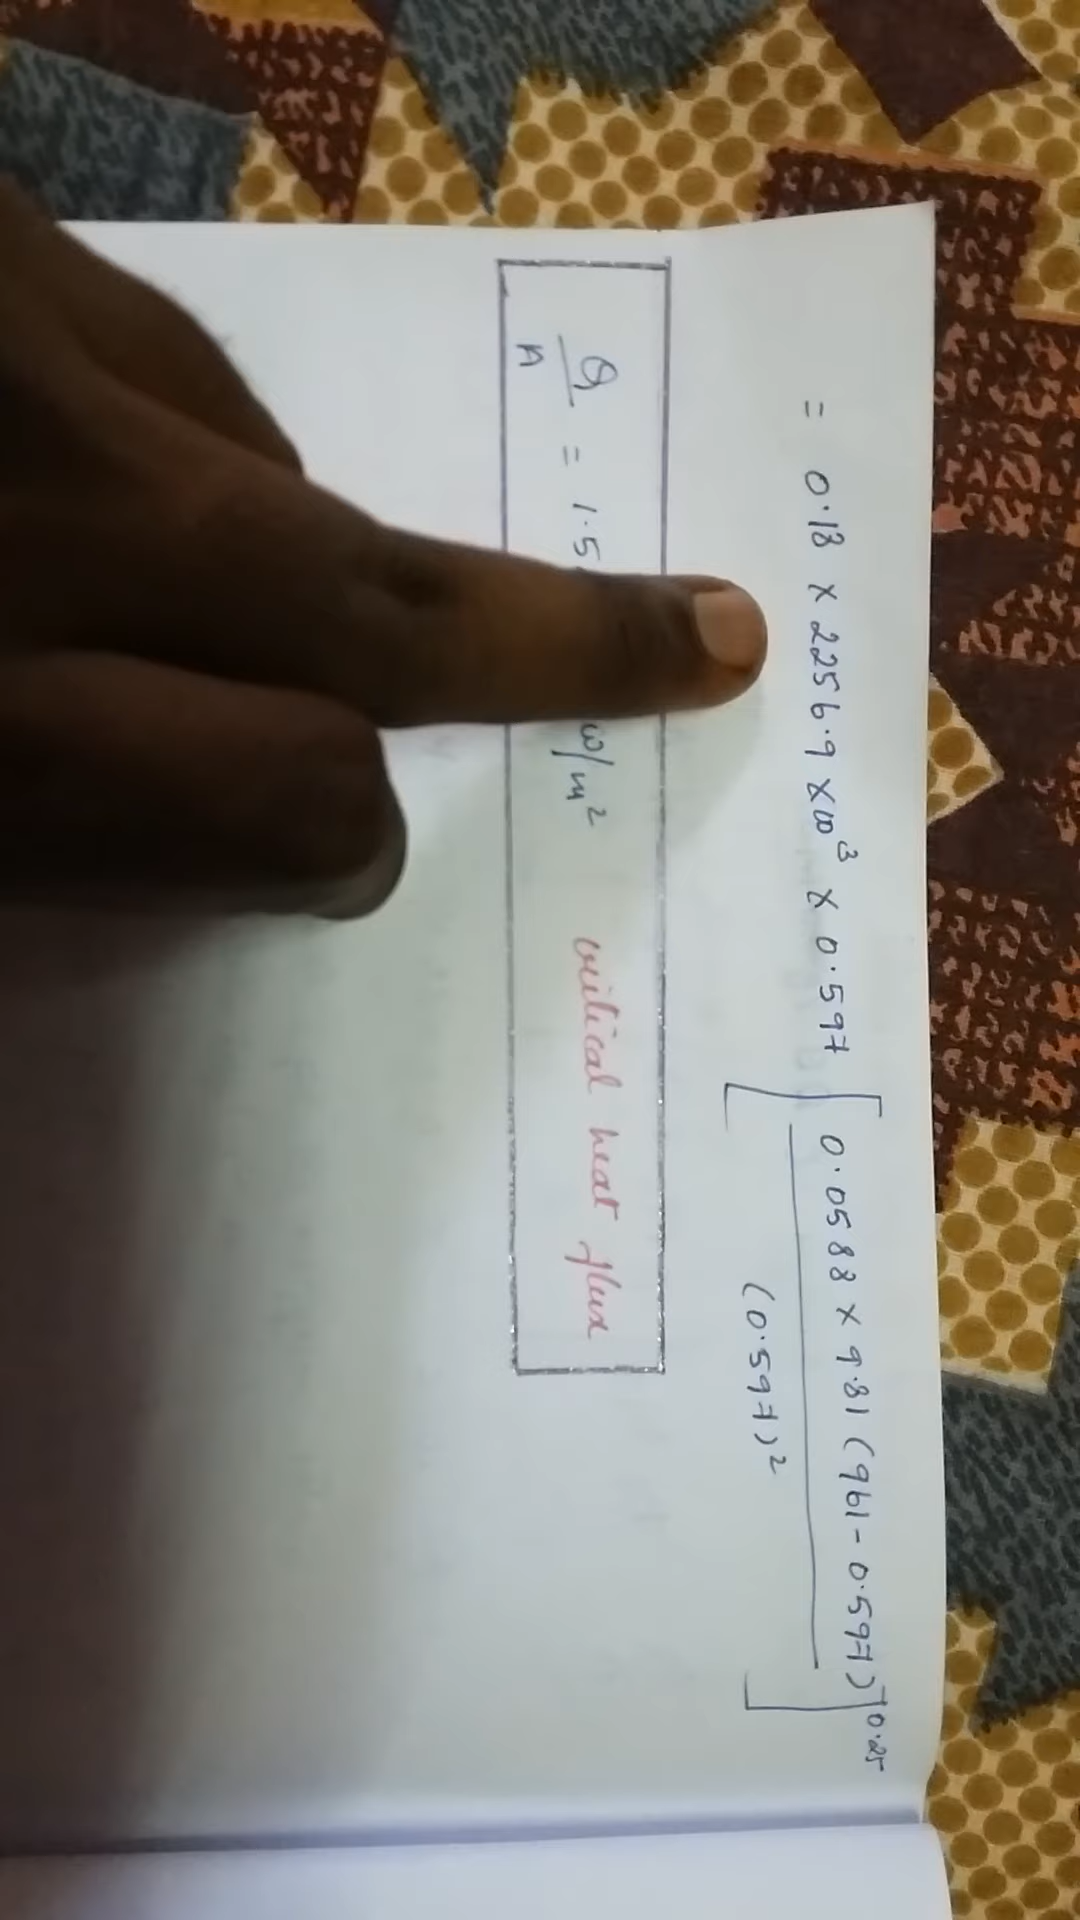 = 0.18 × 2256.9 × 10³ × 0.597 [ 0.0588 × 9.81 (961 - 0.597) / (0.597)² ]^0.25
Q/A = 1.5 W/m² critical heat flux